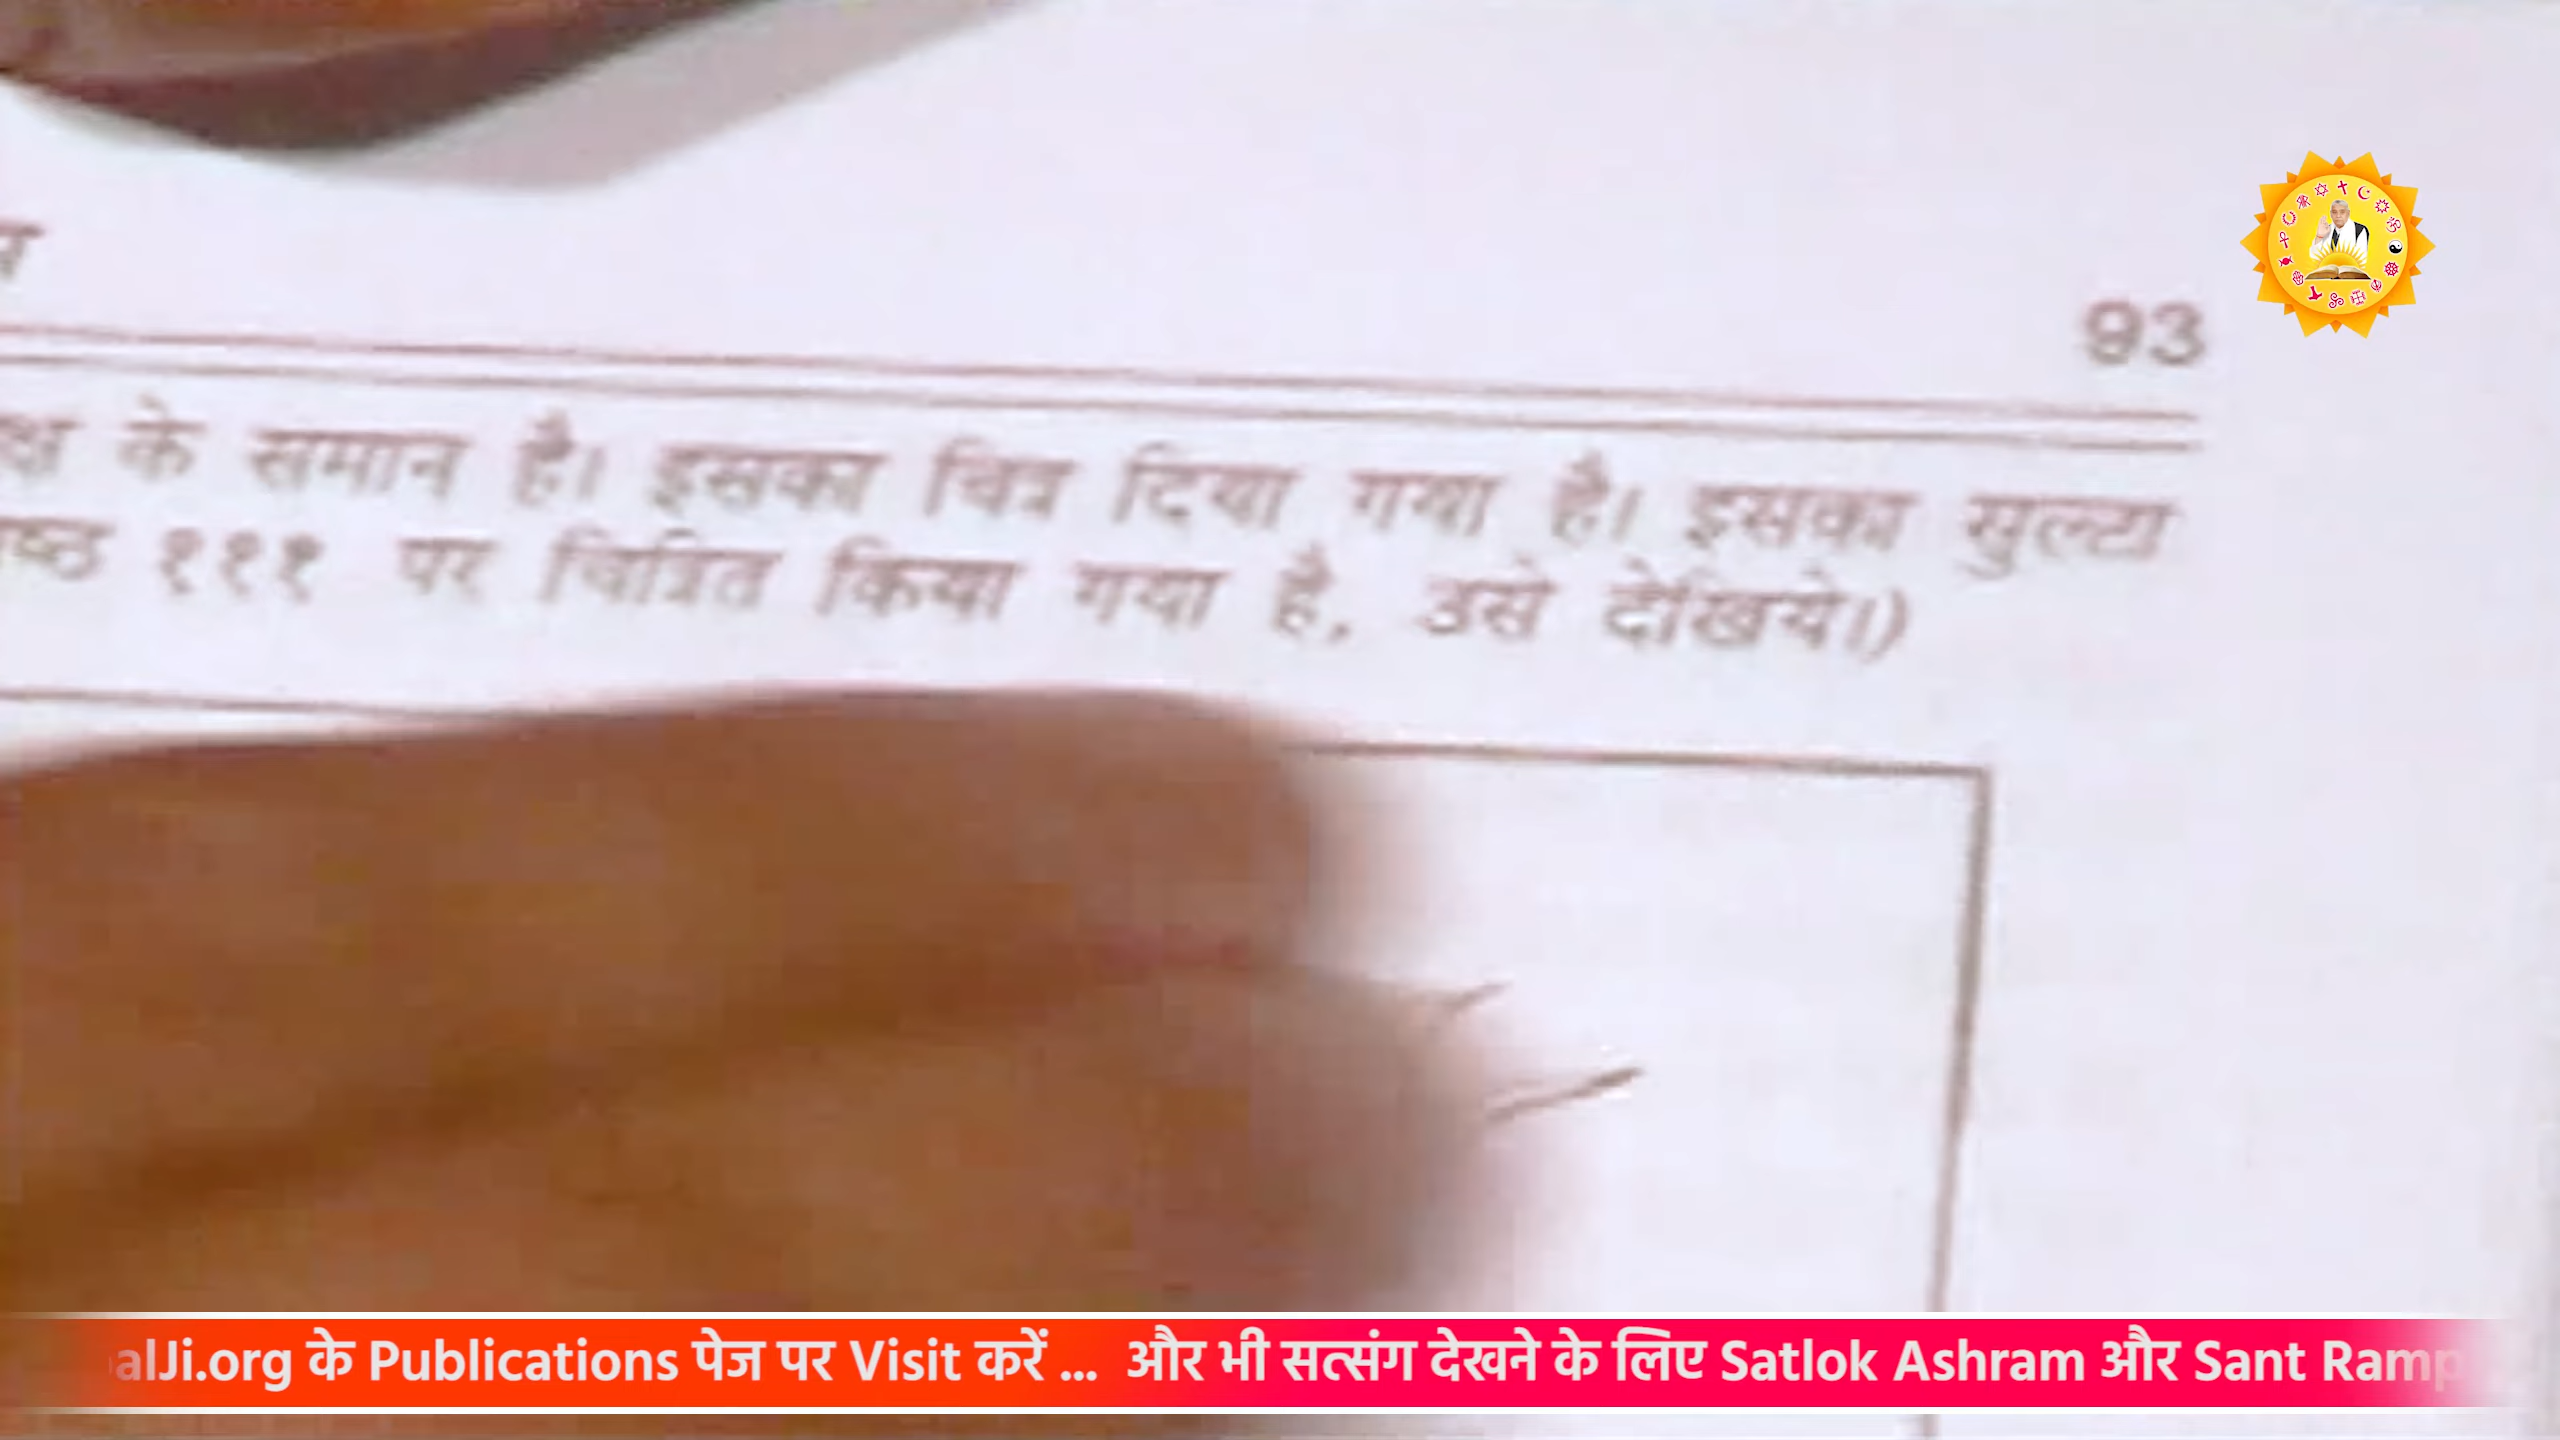 93
के समान है। इसका चित्र दिया गया है। इसका सुल्टा
१११ पर चित्रित किया गया है, उसे देखिये।)
alJi.org के Publications पेज पर Visit करें ... और भी सत्संग देखने के लिए Satlok Ashram और Sant Ramp